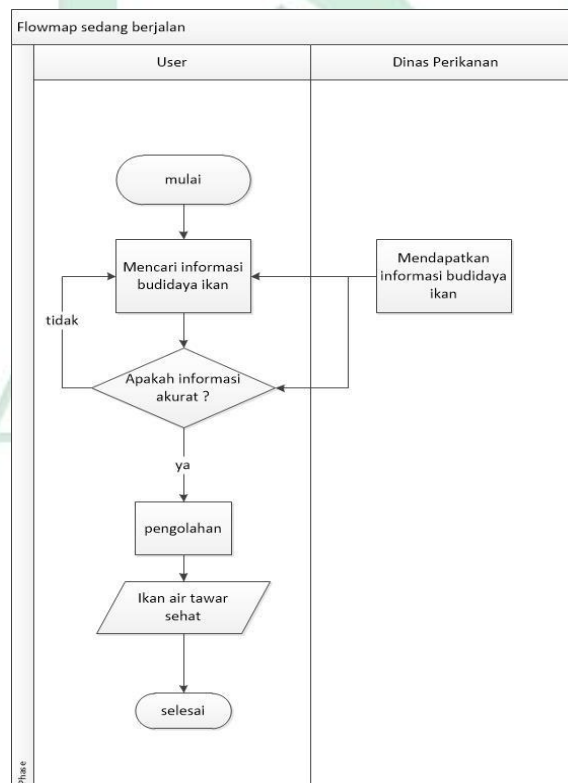 Flowmap sedang berjalan
User
Dinas Perikanan
mulai
Mencari informasi
budidaya ikan
Mendapatkan
informasi budidaya
ikan
tidak
Apakah informasi
akurat ?
ya
pengolahan
Ikan air tawar
sehat
selesai
Phase